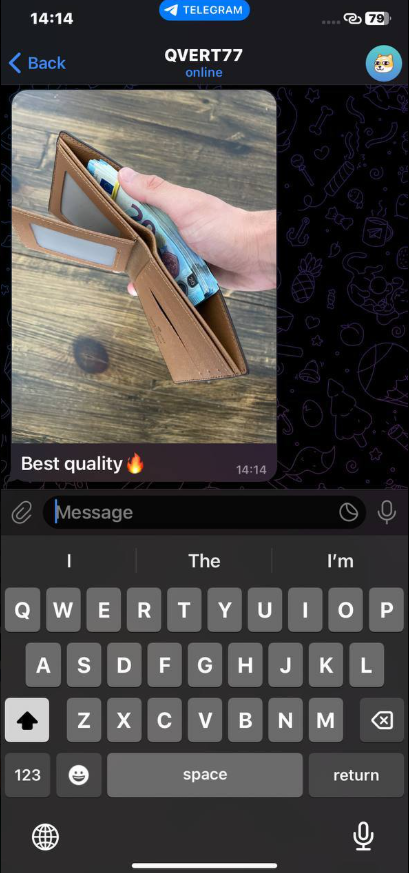 14:14
TELEGRAM
79
Back
QVERT77
online
Best quality🔥
14:14
Message
I
The
I'm
Q W E R T Y U I O P
A S D F G H J K L
Z X C V B N M
123
space
return